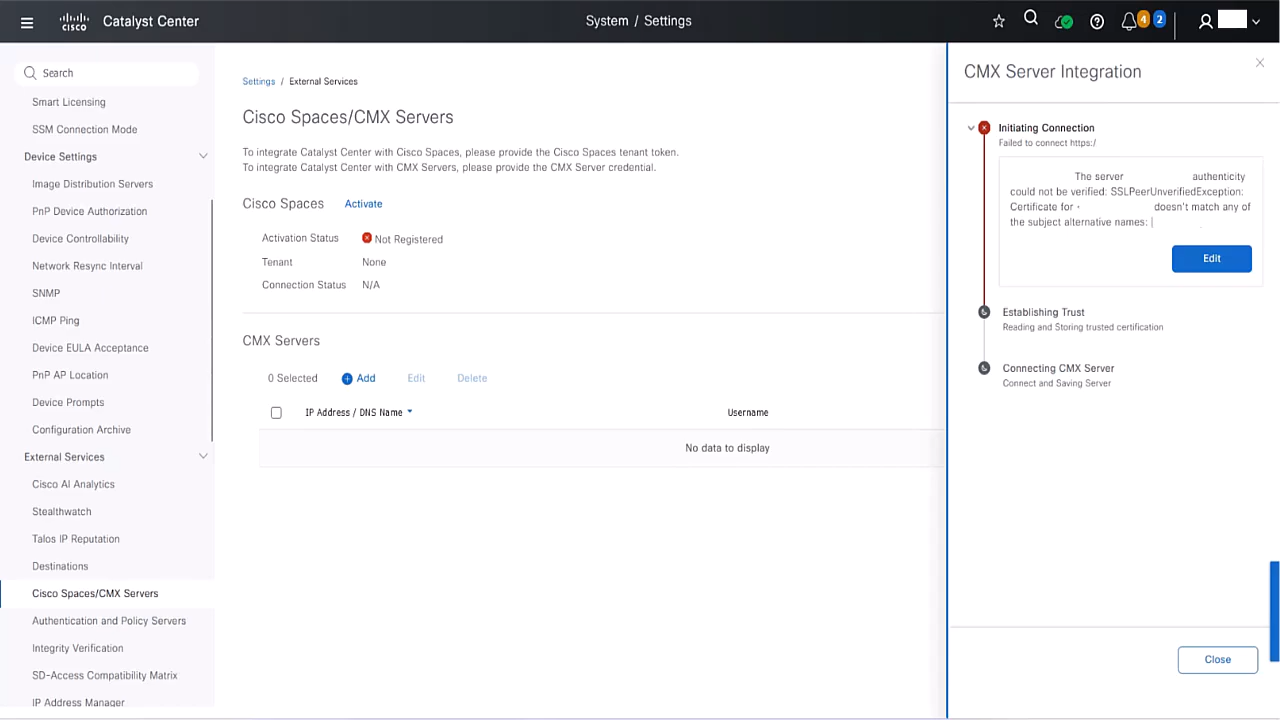 CISCO
Catalyst Center
System / Settings
4
2
Search
Smart Licensing
SSM Connection Mode
Device Settings
Image Distribution Servers
PnP Device Authorization
Device Controllability
Network Resync Interval
SNMP
ICMP Ping
Device EULA Acceptance
PnP AP Location
Device Prompts
Configuration Archive
External Services
Cisco AI Analytics
Stealthwatch
Talos IP Reputation
Destinations
Cisco Spaces/CMX Servers
Authentication and Policy Servers
Integrity Verification
SD-Access Compatibility Matrix
IP Address Manager
Settings / External Services
Cisco Spaces/CMX Servers
To integrate Catalyst Center with Cisco Spaces, please provide the Cisco Spaces tenant token.
To integrate Catalyst Center with CMX Servers, please provide the CMX Server credential.
Cisco Spaces Activate
Activation Status Not Registered
Tenant None
Connection Status N/A
CMX Servers
0 Selected Add Edit Delete
IP Address / DNS Name Username
No data to display
CMX Server Integration
Initiating Connection
Failed to connect https:/
The server authenticity
could not be verified: SSLPeerUnverifiedException:
Certificate for doesn't match any of
the subject alternative names:
Edit
Establishing Trust
Reading and Storing trusted certification
Connecting CMX Server
Connect and Saving Server
Close